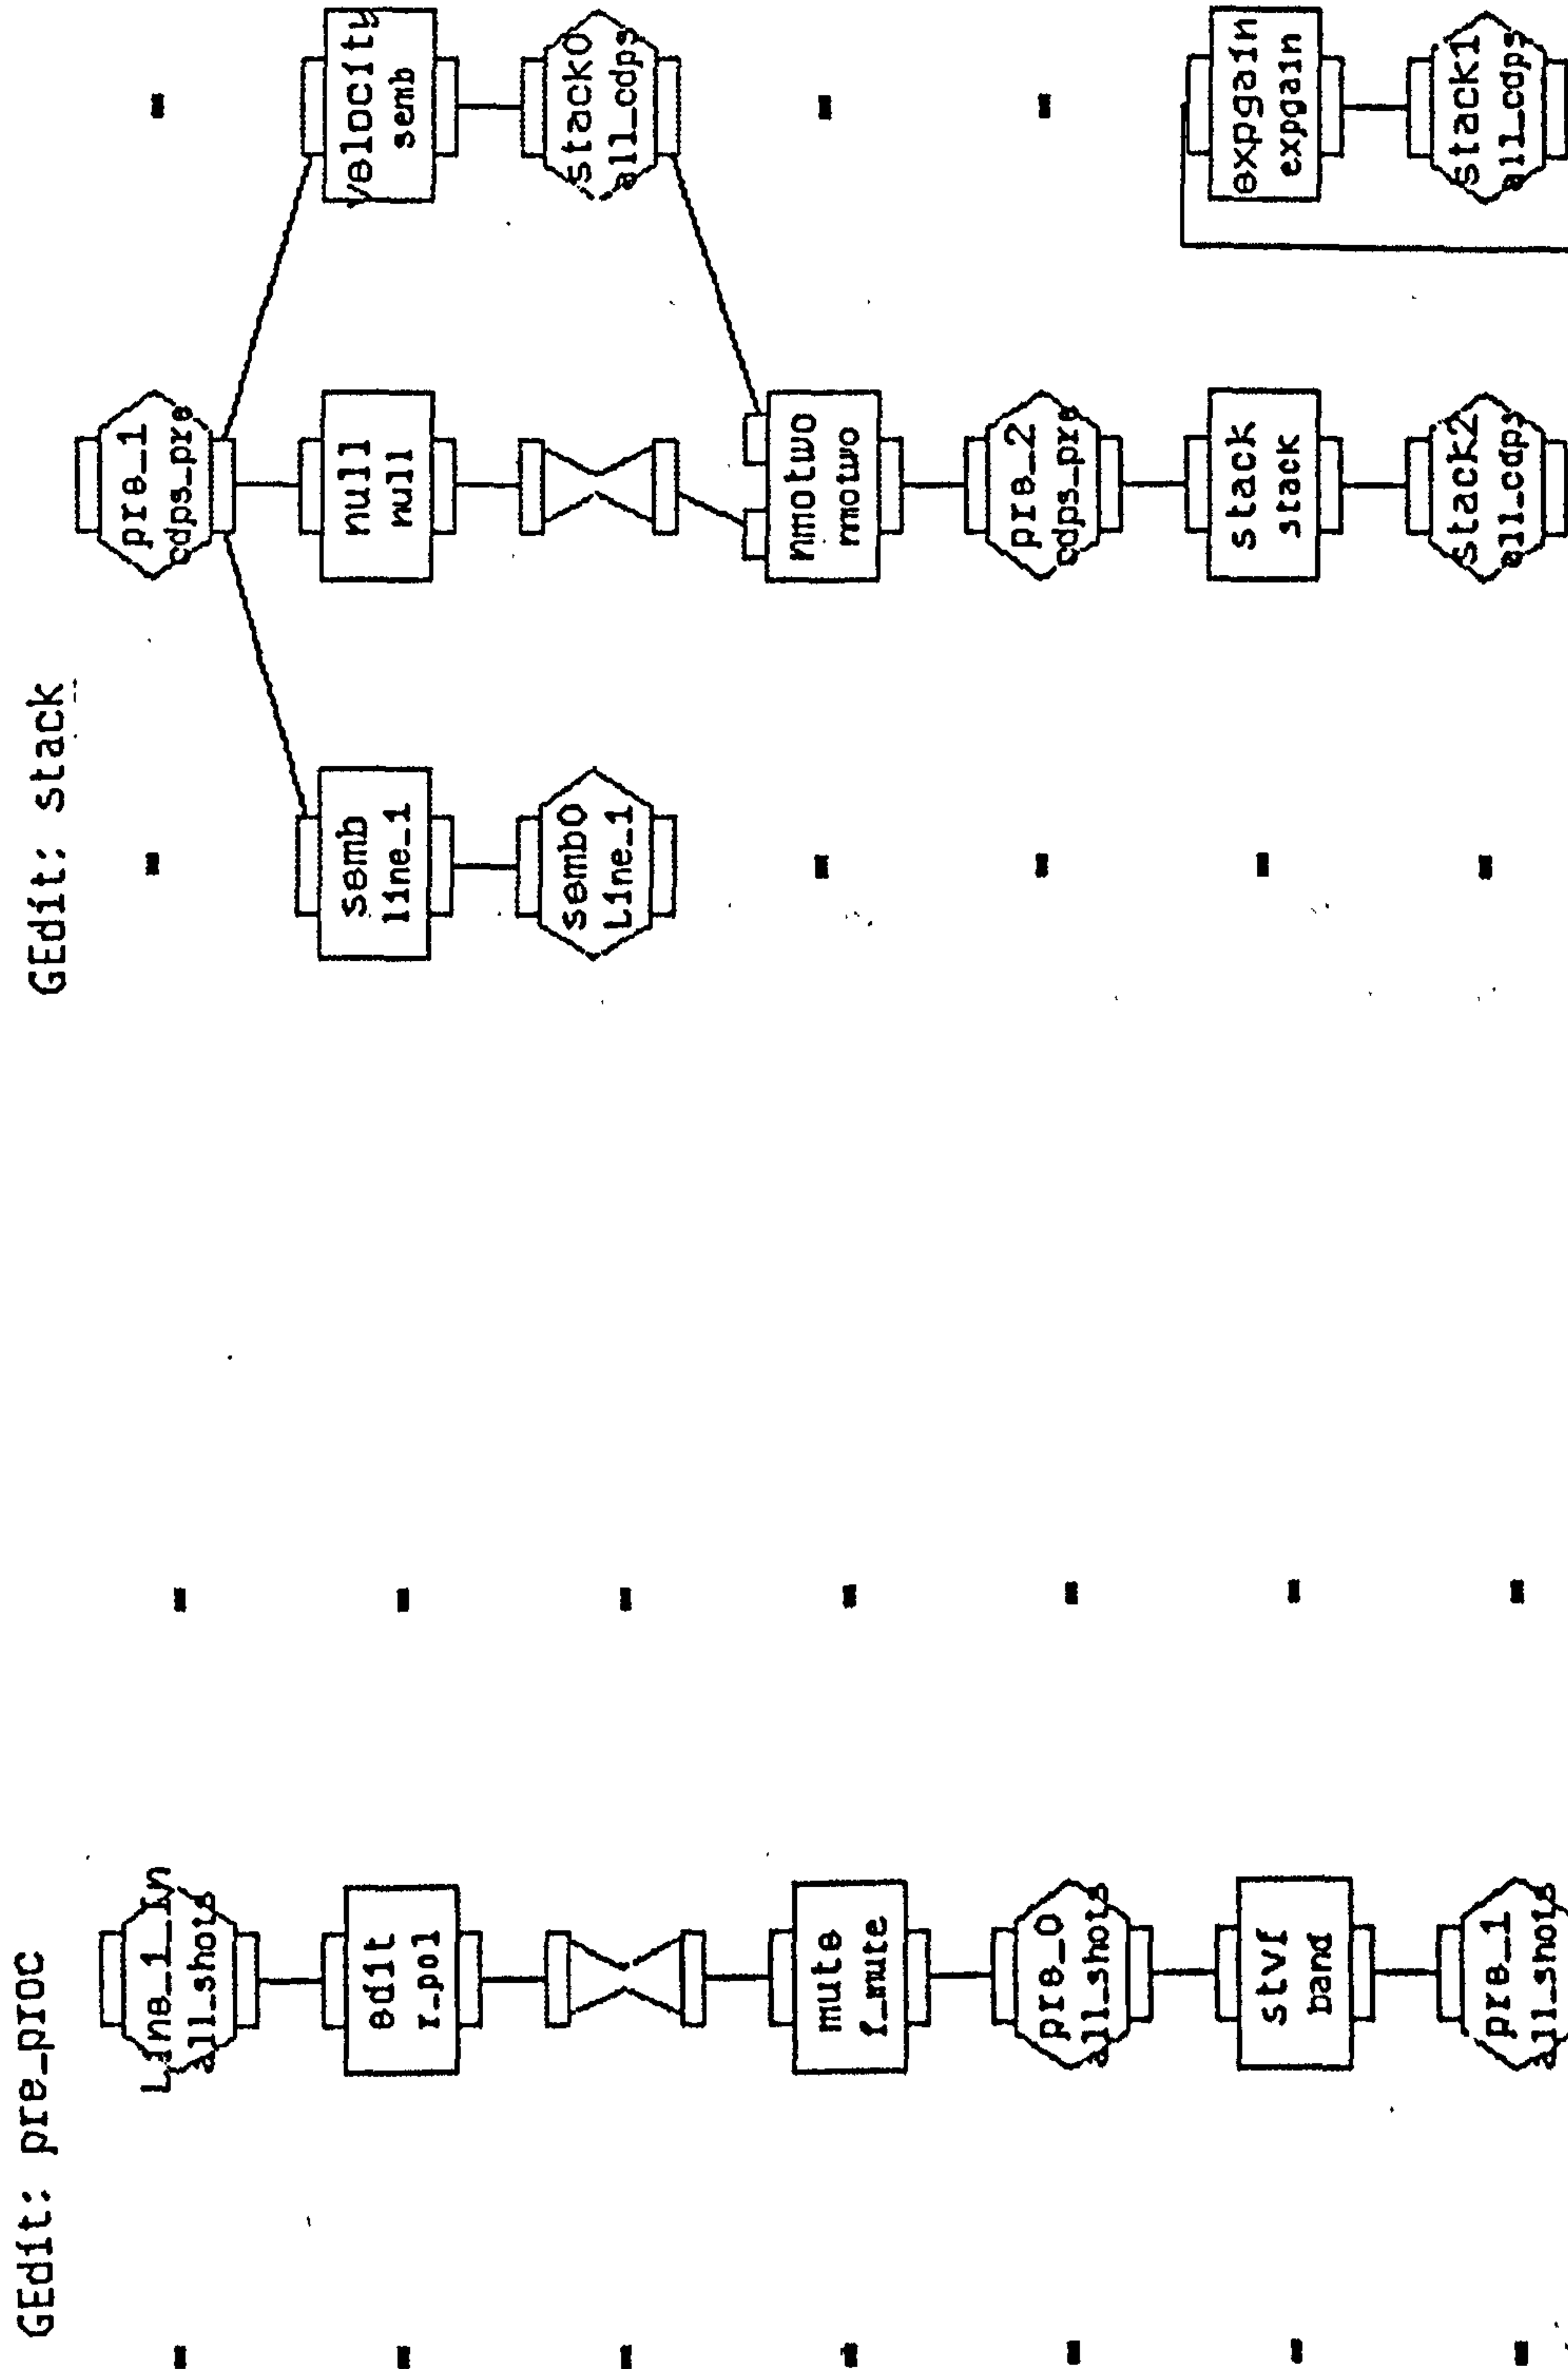 GEdit: pre_proc
Line_1_In
all_shots
edit
r_pol
mute
f_mute
pre_0
all_shots
stvf
band
pre_1
all_shots
GEdit: stack
pre_1
cdps_pre
semb
line_1
null
null
velocity
semb
semb0
Line_1
stack0
all_cdps
nmotwo
nmotwo
pre_2
cdps_pre
stack
stack
expgain
expgain
stack2
all_cdps
stack1
all_cdps